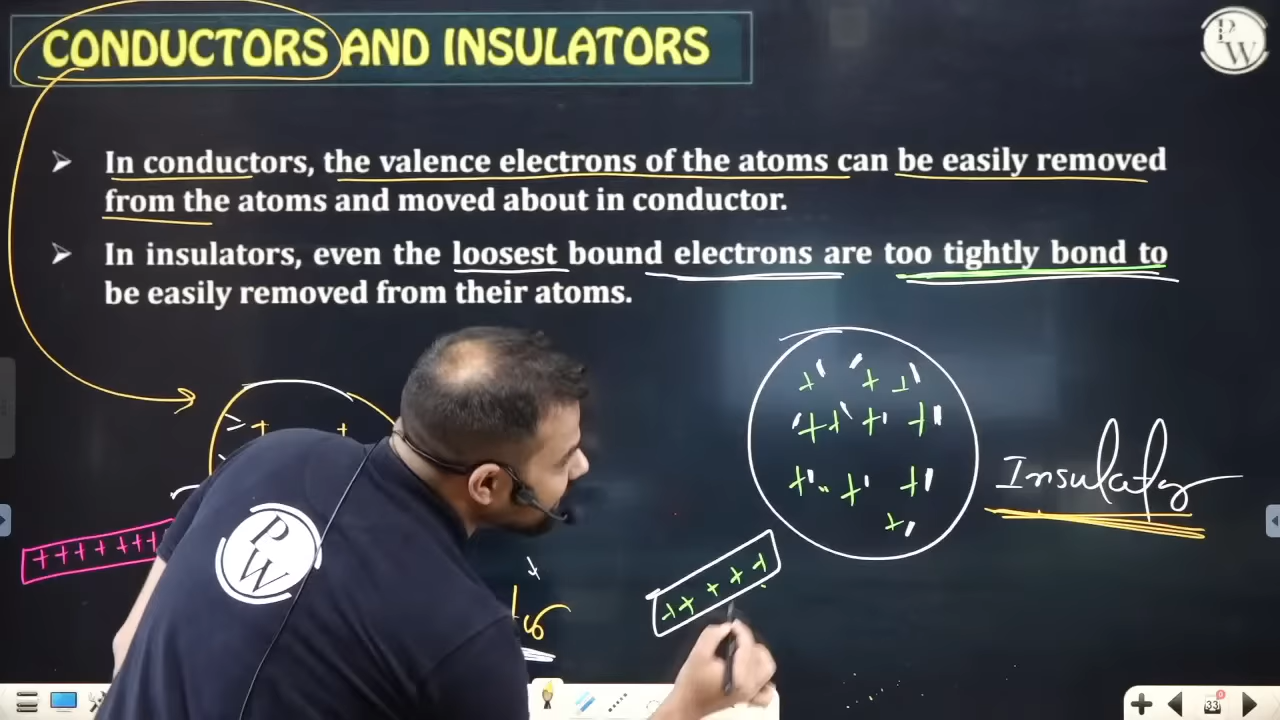 CONDUCTORS AND INSULATORS
P
W
➢ In conductors, the valence electrons of the atoms can be easily removed
from the atoms and moved about in conductor.
➢ In insulators, even the loosest bound electrons are too tightly bond to
be easily removed from their atoms.
+ +
+ + +
+ + + +
+ + +
+
Insulator
+ + + + + + +
+ + + + +
P
W
33